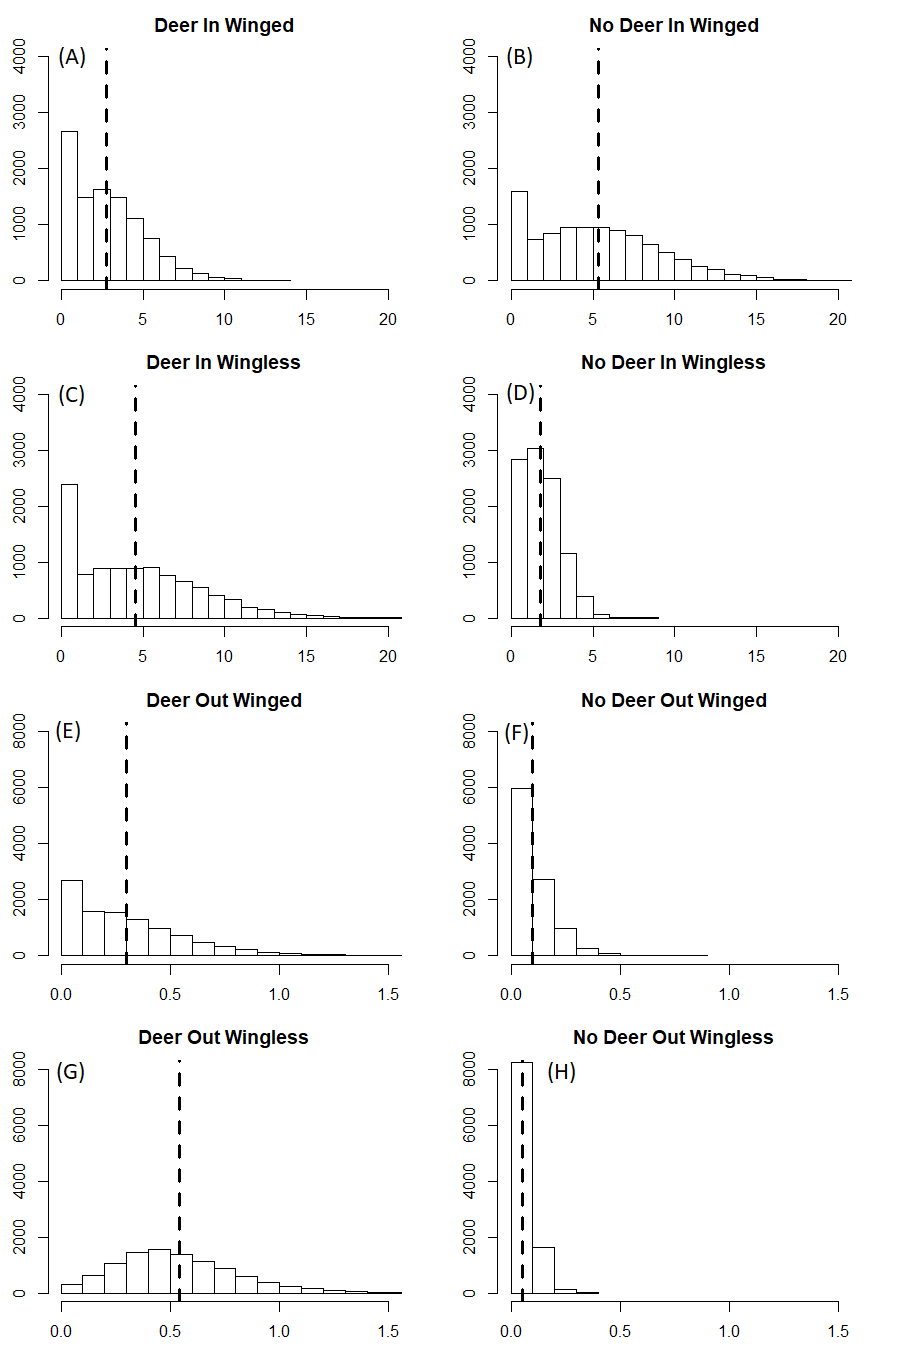 Deer In Winged
No Deer In Winged
(A)
(B)
0 1000 2000 3000 4000
0 1000 2000 3000 4000
0 5 10 15 20
0 5 10 15 20
Deer In Wingless
No Deer In Wingless
(C)
(D)
0 1000 2000 3000 4000
0 1000 2000 3000 4000
0 5 10 15 20
0 5 10 15 20
Deer Out Winged
No Deer Out Winged
(E)
(F)
0 2000 4000 6000 8000
0 2000 4000 6000 8000
0.0 0.5 1.0 1.5
0.0 0.5 1.0 1.5
Deer Out Wingless
No Deer Out Wingless
(G)
(H)
0 2000 4000 6000 8000
0 2000 4000 6000 8000
0.0 0.5 1.0 1.5
0.0 0.5 1.0 1.5